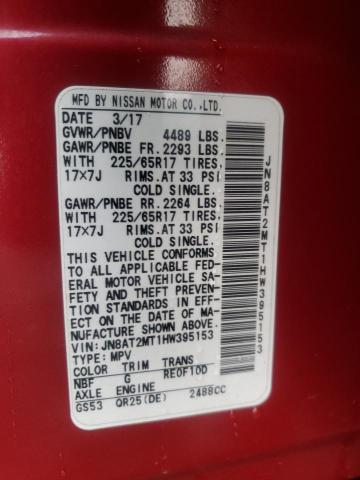 MFD BY NISSAN MOTOR CO.,LTD.
DATE 3/17
GVWR/PNBV 4489 LBS.
GAWR/PNBE FR. 2293 LBS.
WITH 225/65R17 TIRES,
17X7J RIMS.AT 33 PSI
COLD SINGLE.
GAWR/PNBE RR. 2264 LBS.
WITH 225/65R17 TIRES,
17X7J RIMS.AT 33 PSI
COLD SINGLE.
THIS VEHICLE CONFORMS
TO ALL APPLICABLE FED-
ERAL MOTOR VEHICLE SA-
FETY AND THEFT PREVEN-
TION STANDARDS IN EFF-
ECT ON THE DATE OF MA-
NUFACTURE SHOWN ABOVE.
VIN:JN8AT2MT1HW395153
TYPE: MPV
COLOR TRIM TRANS
NBF G RE0F10D
AXLE ENGINE
GS53 QR25(DE) 2488CC
JN8AT2MT1HW395153